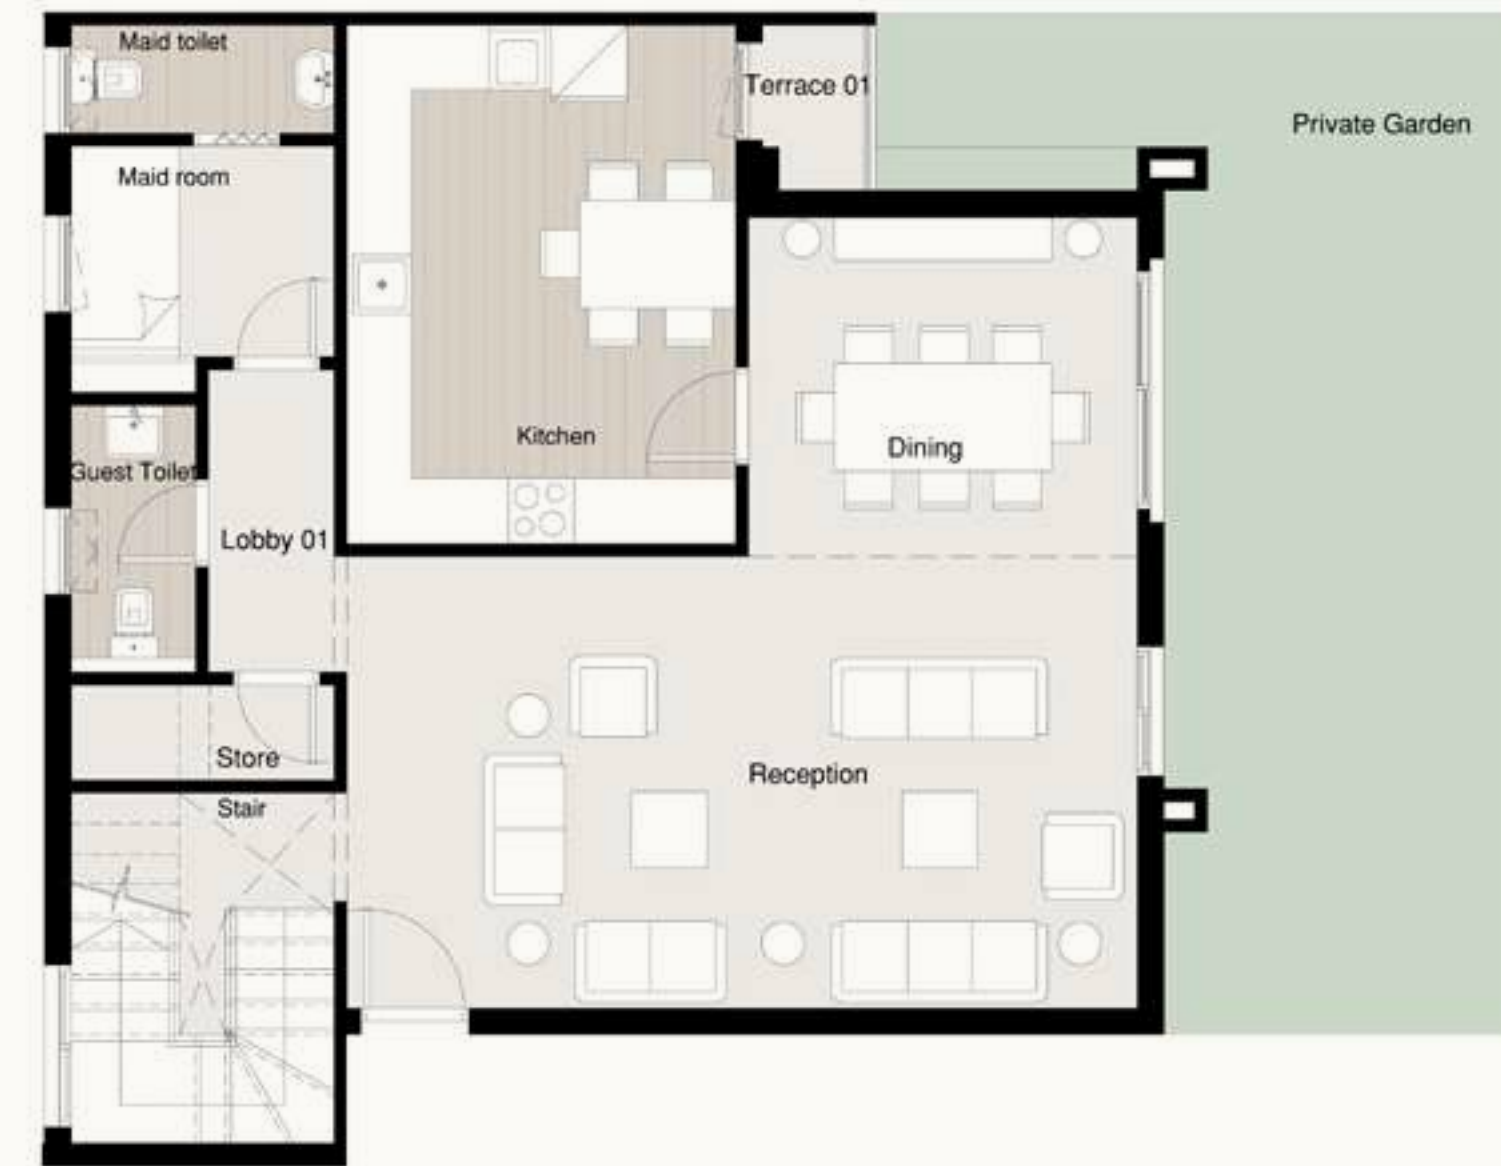 Maid toilet
Terrace 01
Private Garden
Maid room
Kitchen
Dining
Guest Toilet
Lobby 01
Store
Reception
Stair